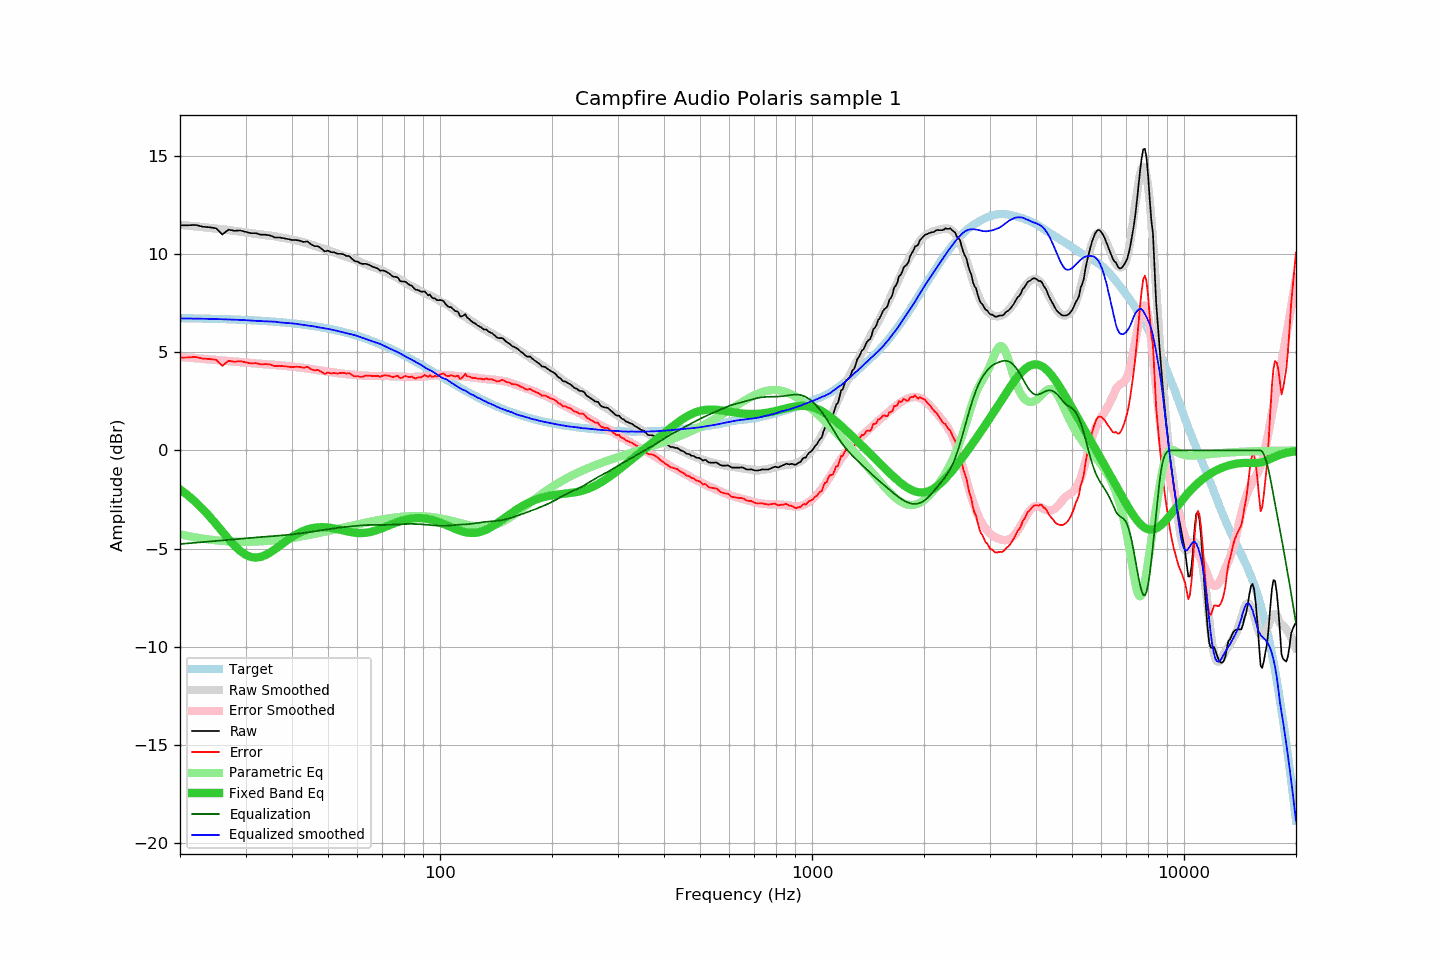 Campfire Audio Polaris sample 1
Amplitude (dBr)
15
10
5
0
−5
−10
−15
−20
Target
Raw Smoothed
Error Smoothed
Raw
Error
Parametric Eq
Fixed Band Eq
Equalization
Equalized smoothed
100
1000
10000
Frequency (Hz)